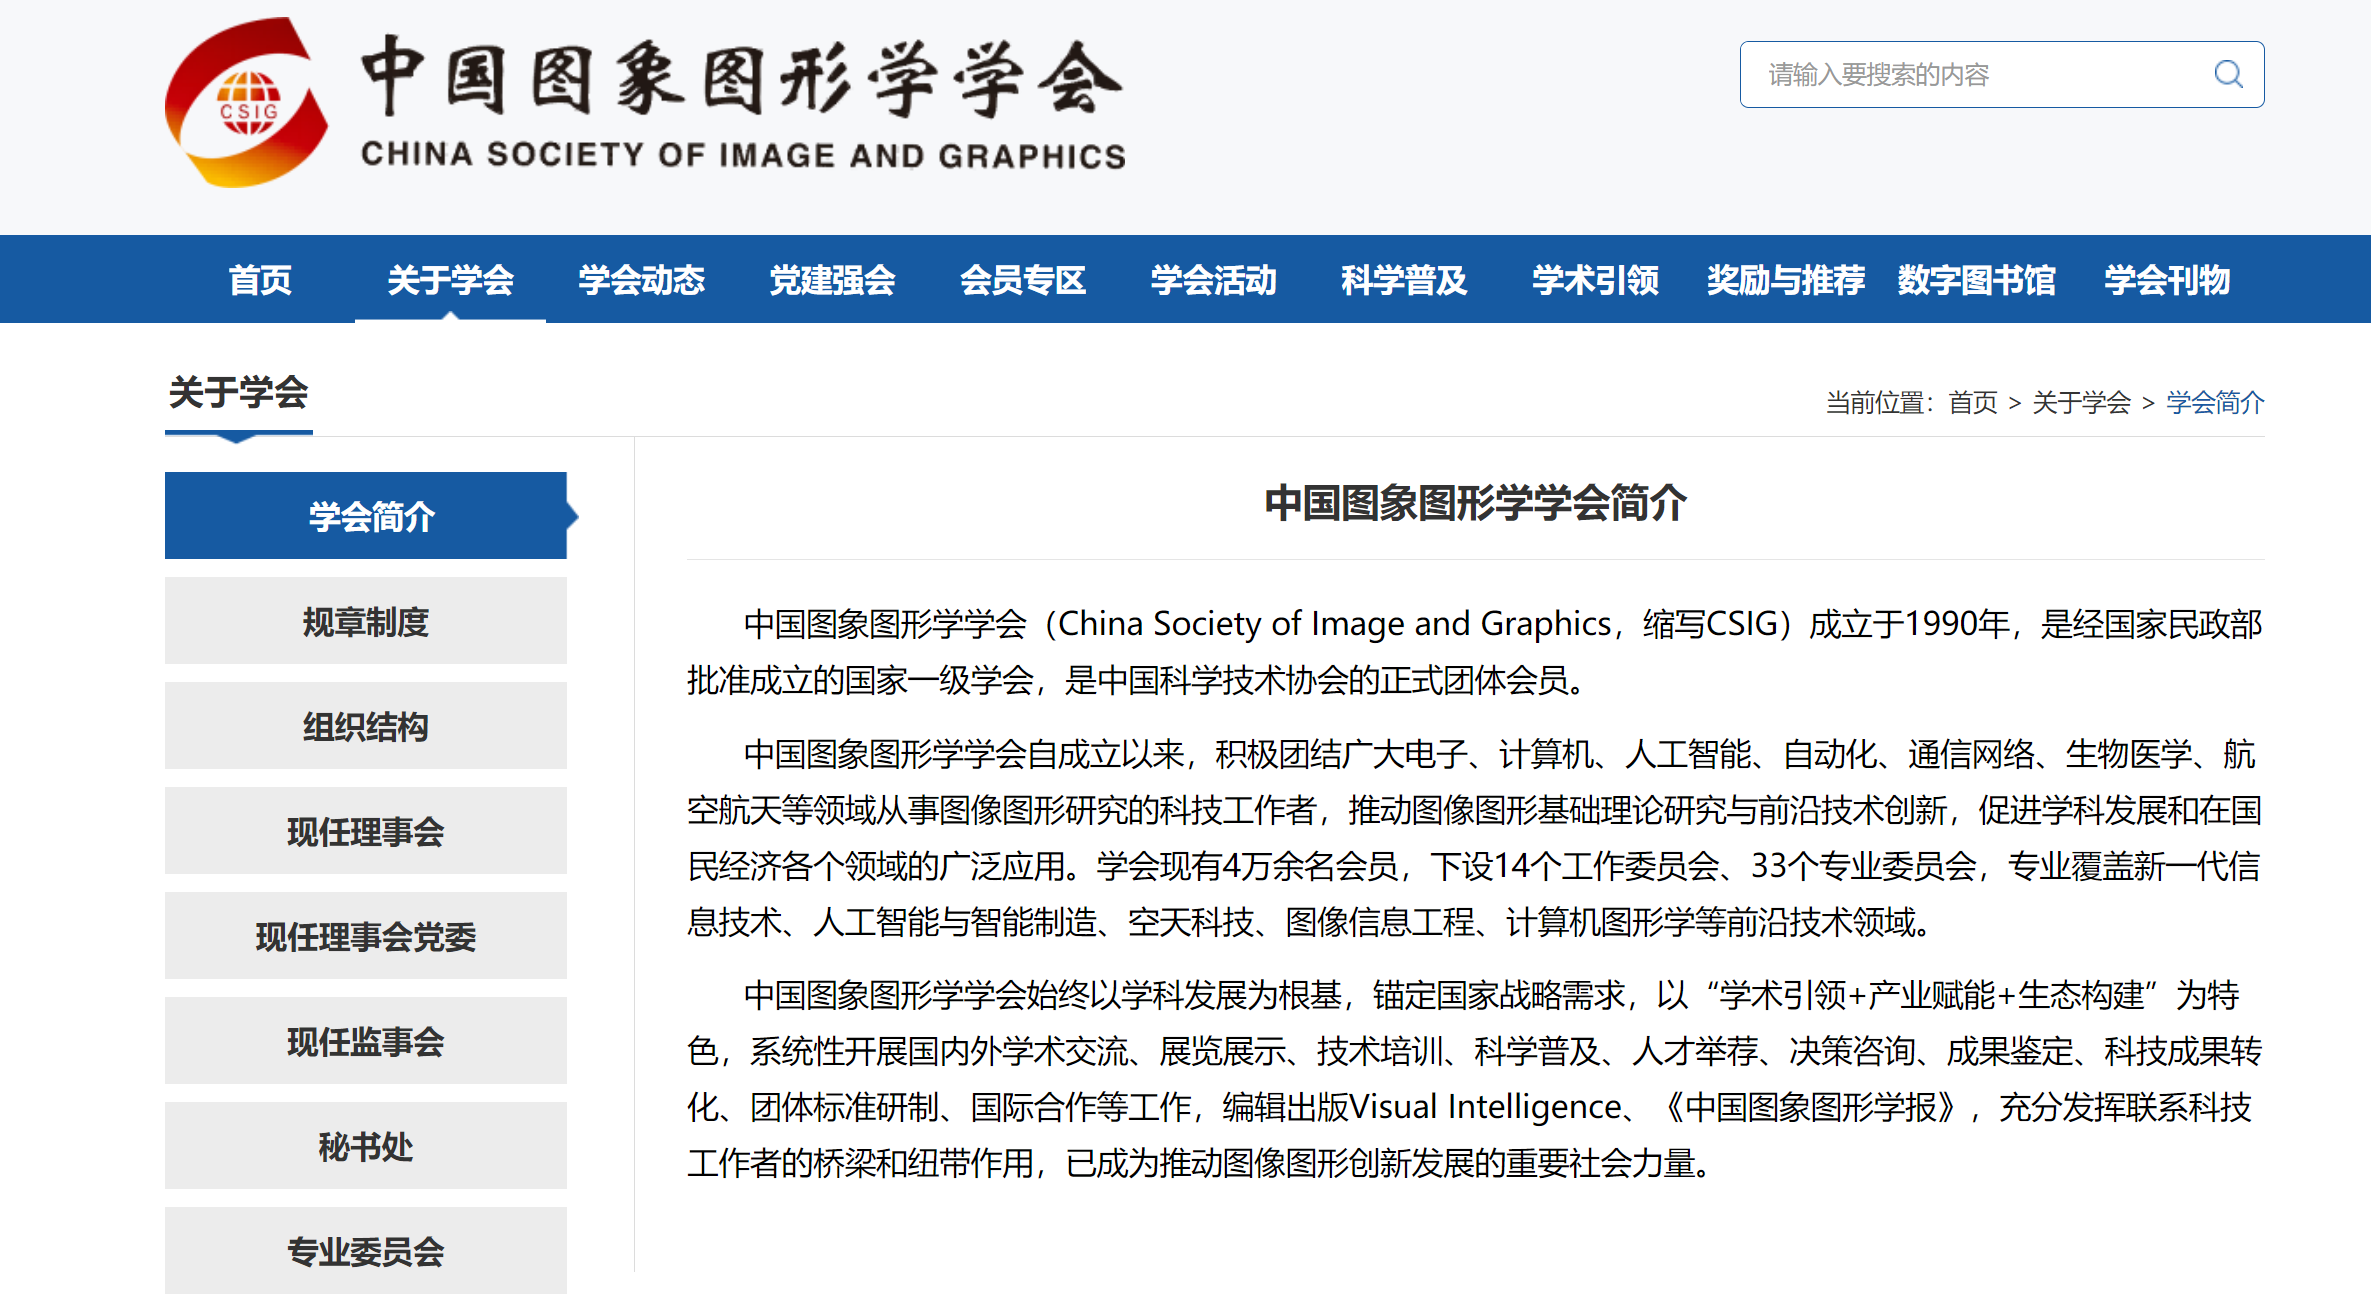 CSIG
中国图象图形学学会
CHINA SOCIETY OF IMAGE AND GRAPHICS
请输入要搜索的内容
首页 关于学会 学会动态 党建强会 会员专区 学会活动 科学普及 学术引领 奖励与推荐 数字图书馆 学会刊物
关于学会
当前位置：首页 > 关于学会 > 学会简介
学会简介
规章制度
组织结构
现任理事会
现任理事会党委
现任监事会
秘书处
专业委员会
中国图象图形学学会简介
中国图象图形学学会（China Society of Image and Graphics，缩写CSIG）成立于1990年，是经国家民政部
批准成立的国家一级学会，是中国科学技术协会的正式团体会员。
中国图象图形学学会自成立以来，积极团结广大电子、计算机、人工智能、自动化、通信网络、生物医学、航
空航天等领域从事图像图形研究的科技工作者，推动图像图形基础理论研究与前沿技术创新，促进学科发展和在国
民经济各个领域的广泛应用。学会现有4万余名会员，下设14个工作委员会、33个专业委员会，专业覆盖新一代信
息技术、人工智能与智能制造、空天科技、图像信息工程、计算机图形学等前沿技术领域。
中国图象图形学学会始终以学科发展为根基，锚定国家战略需求，以“学术引领+产业赋能+生态构建”为特
色，系统性开展国内外学术交流、展览展示、技术培训、科学普及、人才举荐、决策咨询、成果鉴定、科技成果转
化、团体标准研制、国际合作等工作，编辑出版Visual Intelligence、《中国图象图形学报》，充分发挥联系科技
工作者的桥梁和纽带作用，已成为推动图像图形创新发展的重要社会力量。